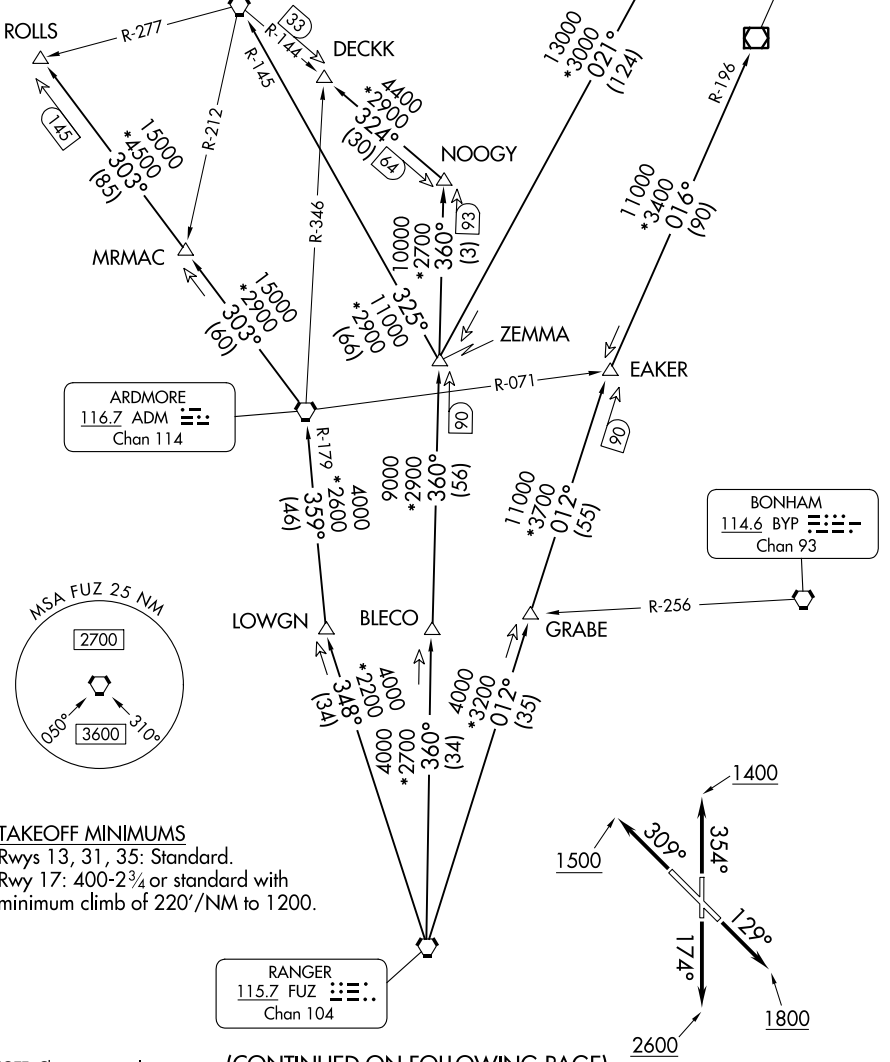 ROLLS
R-277
33
R-144
DECKK
13000
*3000
021°
(124)
R-145
R-196
145
15000
*4500
303°
(85)
R-212
4400
*2900
324°
(30)
64
NOOGY
R-346
93
10000
*2700
360°
(3)
11000
*3400
016°
(90)
MRMAC
15000
*2900
303°
(60)
325°
11000
*2900
(66)
ZEMMA
R-071
EAKER
ARDMORE
116.7 ADM
Chan 114
R-179
90
90
4000
*2600
359°
(46)
9000
*2900
360°
(56)
11000
*3700
012°
(55)
BONHAM
114.6 BYP
Chan 93
MSA FUZ 25 NM
2700
050°
310°
3600
LOWGN
BLECO
GRABE
R-256
4000
*2200
348°
(34)
4000
*2700
360°
(34)
4000
*3200
012°
(35)
TAKEOFF MINIMUMS
Rwys 13, 31, 35: Standard.
Rwy 17: 400-2¾ or standard with
minimum climb of 220'/NM to 1200.
1400
1500
309°
354°
129°
174°
1800
2600
RANGER
115.7 FUZ
Chan 104
(CONTINUED ON FOLLOWING PAGE)